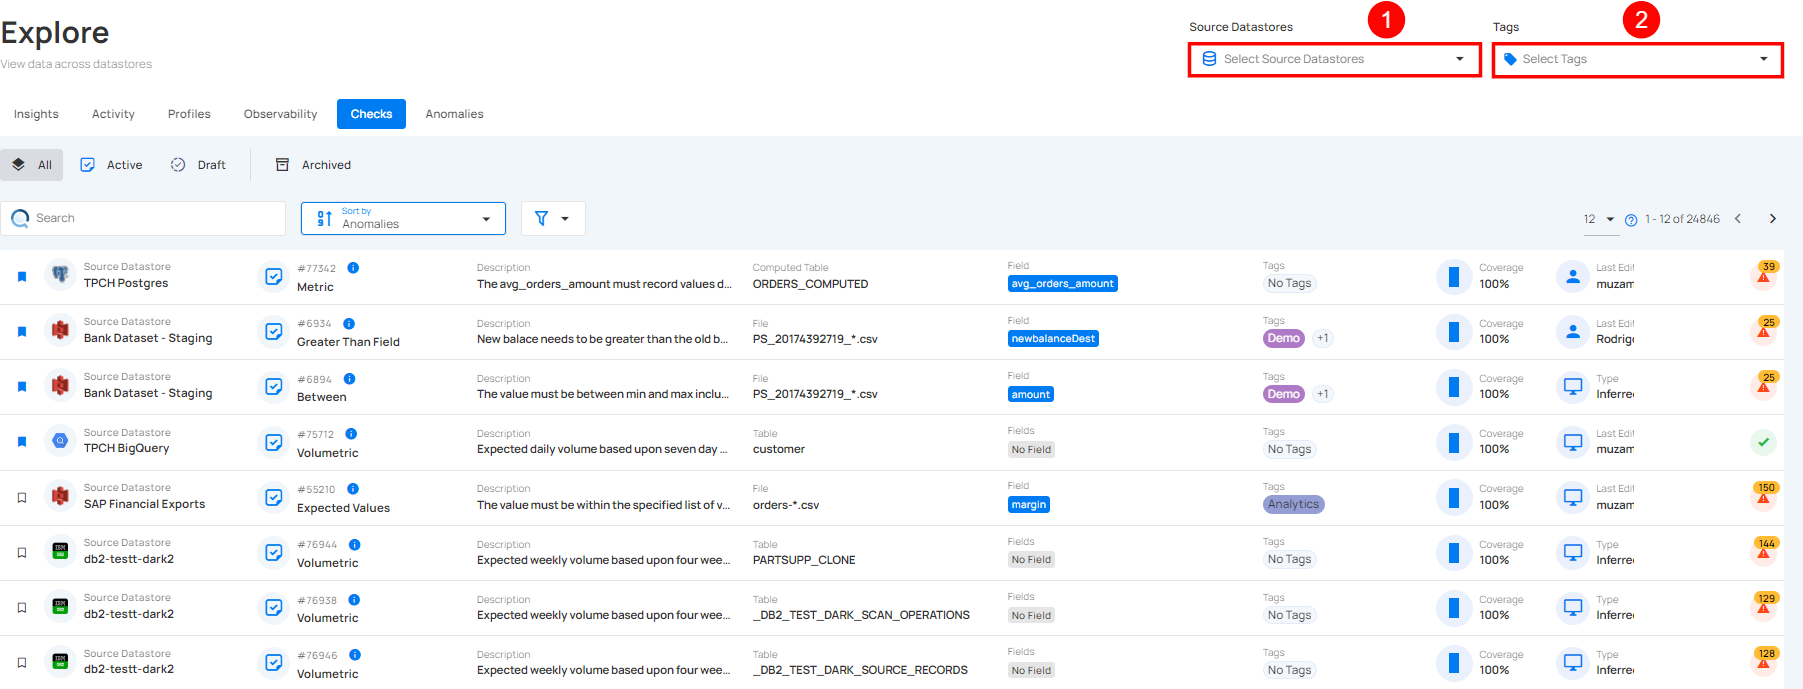 Explore
View data across datastores
Source Datastores
1
Select Source Datastores
Tags
2
Select Tags
Insights Activity Profiles Observability Checks Anomalies
All Active Draft Archived
Search
Sort by
Anomalies
12 1 - 12 of 24846
Source Datastore #77342 Description Computed Table Field Tags Coverage Last Edit 39
TPCH Postgres Metric The avg_orders_amount must record values d... ORDERS_COMPUTED avg_orders_amount No Tags 100% muzam
Source Datastore #6934 Description File Field Tags Coverage Last Edit 25
Bank Dataset - Staging Greater Than Field New balace needs to be greater than the old b... PS_20174392719_*.csv newbalanceDest Demo +1 100% Rodrig
Source Datastore #6894 Description File Field Tags Coverage Type 25
Bank Dataset - Staging Between The value must be between min and max inclu... PS_20174392719_*.csv amount Demo +1 100% Inferre
Source Datastore #75712 Description Table Fields Tags Coverage Last Edit
TPCH BigQuery Volumetric Expected daily volume based upon seven day ... customer No Field No Tags 100% muzam
Source Datastore #55210 Description File Field Tags Coverage Last Edit 150
SAP Financial Exports Expected Values The value must be within the specified list of v... orders-*.csv margin Analytics 100% muzam
Source Datastore #76944 Description Table Fields Tags Coverage Type 144
db2-testt-dark2 Volumetric Expected weekly volume based upon four wee... PARTSUPP_CLONE No Field No Tags 100% Inferre
Source Datastore #76938 Description Table Fields Tags Coverage Type 129
db2-testt-dark2 Volumetric Expected weekly volume based upon four wee... _DB2_TEST_DARK_SCAN_OPERATIONS No Field No Tags 100% Inferre
Source Datastore #76946 Description Table Fields Tags Coverage Type 128
db2-testt-dark2 Volumetric Expected weekly volume based upon four wee... _DB2_TEST_DARK_SOURCE_RECORDS No Field No Tags 100% Inferre